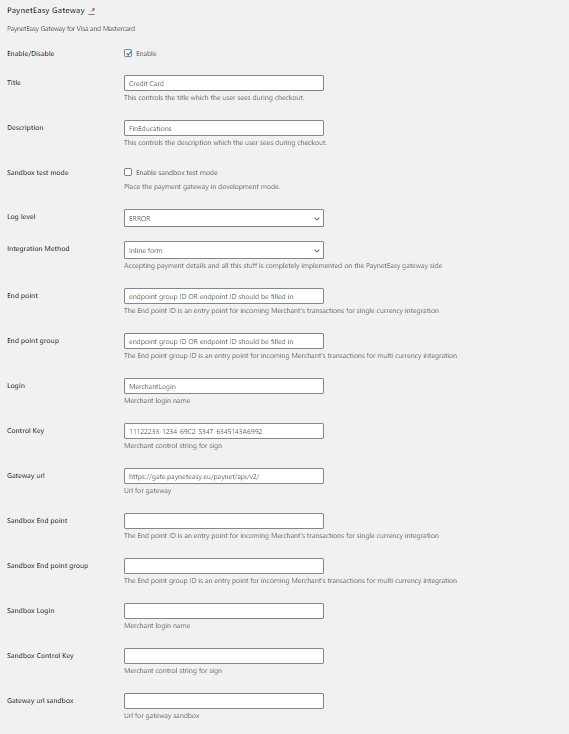 PaynetEasy Gateway
PaynetEasy Gateway for Visa and Mastercard
Enable/Disable
Enable
Title
Credit Card
This controls the title which the user sees during checkout.
Description
FinEducations
This controls the description which the user sees during checkout.
Sandbox test mode
Enable sandbox test mode
Place the payment gateway in development mode.
Log level
ERROR
Integration Method
Inline form
Accepting payment details and all this stuff is completely implemented on the PaynetEasy gateway side
End point
endpoint group ID OR endpoint ID should be filled in
The End point ID is an entry point for incoming Merchant's transactions for single currency integration
End point group
endpoint group ID OR endpoint ID should be filled in
The End point group ID is an entry point for incoming Merchant's transactions for multi currency integration
Login
MerchantLogin
Merchant login name
Control Key
11122233-1234-69C2-5347-6345143A6992
Merchant control string for sign
Gateway url
https://gate.payneteasy.eu/paynet/api/v2/
Url for gateway
Sandbox End point
The End point ID is an entry point for incoming Merchant's transactions for single currency integration
Sandbox End point group
The End point group ID is an entry point for incoming Merchant's transactions for multi currency integration
Sandbox Login
Merchant login name
Sandbox Control Key
Merchant control string for sign
Gateway url sandbox
Url for gateway sandbox